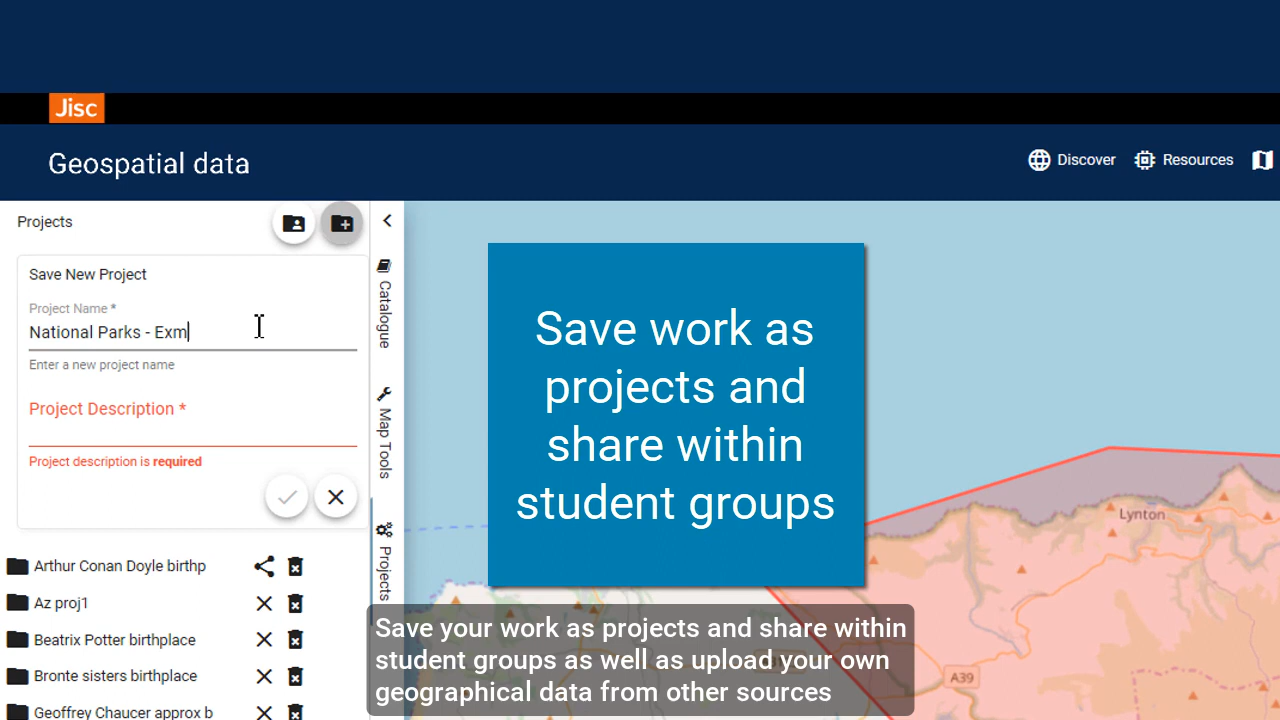 Jisc
Geospatial data
Discover
Resources
Projects
Save New Project
Project Name *
National Parks - Exm
Enter a new project name
Project Description *
Project description is required
Arthur Conan Doyle birthp
Az proj1
Beatrix Potter birthplace
Bronte sisters birthplace
Geoffrey Chaucer approx b
Catalogue
Map Tools
Projects
Save work as
projects and
share within
student groups
Lynton
A39
Save your work as projects and share within
student groups as well as upload your own
geographical data from other sources